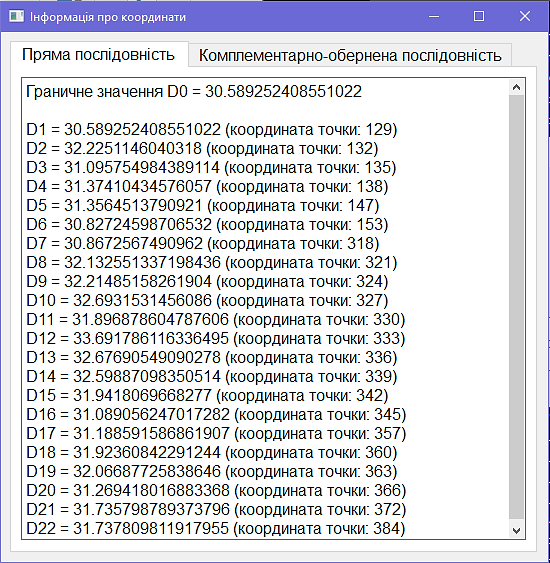 Інформація про координати
Пряма послідовність
Комплементарно-обернена послідовність
Граничне значення D0 = 30.589252408551022
D1 = 30.589252408551022 (координата точки: 129)
D2 = 32.2251146040318 (координата точки: 132)
D3 = 31.095754984389114 (координата точки: 135)
D4 = 31.37410434576057 (координата точки: 138)
D5 = 31.3564513790921 (координата точки: 147)
D6 = 30.82724598706532 (координата точки: 153)
D7 = 30.8672567490962 (координата точки: 318)
D8 = 32.132551337198436 (координата точки: 321)
D9 = 32.21485158261904 (координата точки: 324)
D10 = 32.6931531456086 (координата точки: 327)
D11 = 31.896878604787606 (координата точки: 330)
D12 = 33.691786116336495 (координата точки: 333)
D13 = 32.67690549090278 (координата точки: 336)
D14 = 32.59887098350514 (координата точки: 339)
D15 = 31.9418069668277 (координата точки: 342)
D16 = 31.089056247017282 (координата точки: 345)
D17 = 31.188591586861907 (координата точки: 357)
D18 = 31.92360842291244 (координата точки: 360)
D19 = 32.06687725838646 (координата точки: 363)
D20 = 31.269418016883368 (координата точки: 366)
D21 = 31.735798789373796 (координата точки: 372)
D22 = 31.737809811917955 (координата точки: 384)